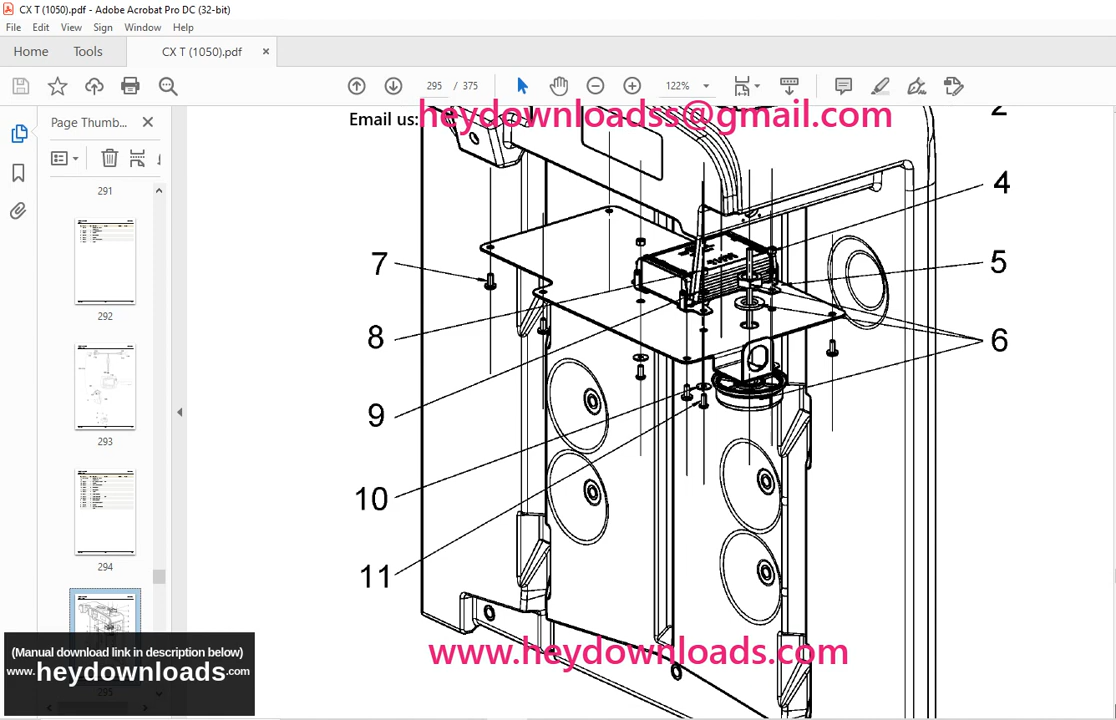 CX T (1050).pdf - Adobe Acrobat Pro DC (32-bit)
File Edit View Sign Window Help
Home Tools CX T (1050).pdf ×
295 / 375 122%
Page Thumb...
Email us: heydownloadss@gmail.com
2
4
5
6
7
8
9
10
11
291
292
293
294
295
www.heydownloads.com
(Manual download link in description below)
www.heydownloads.com